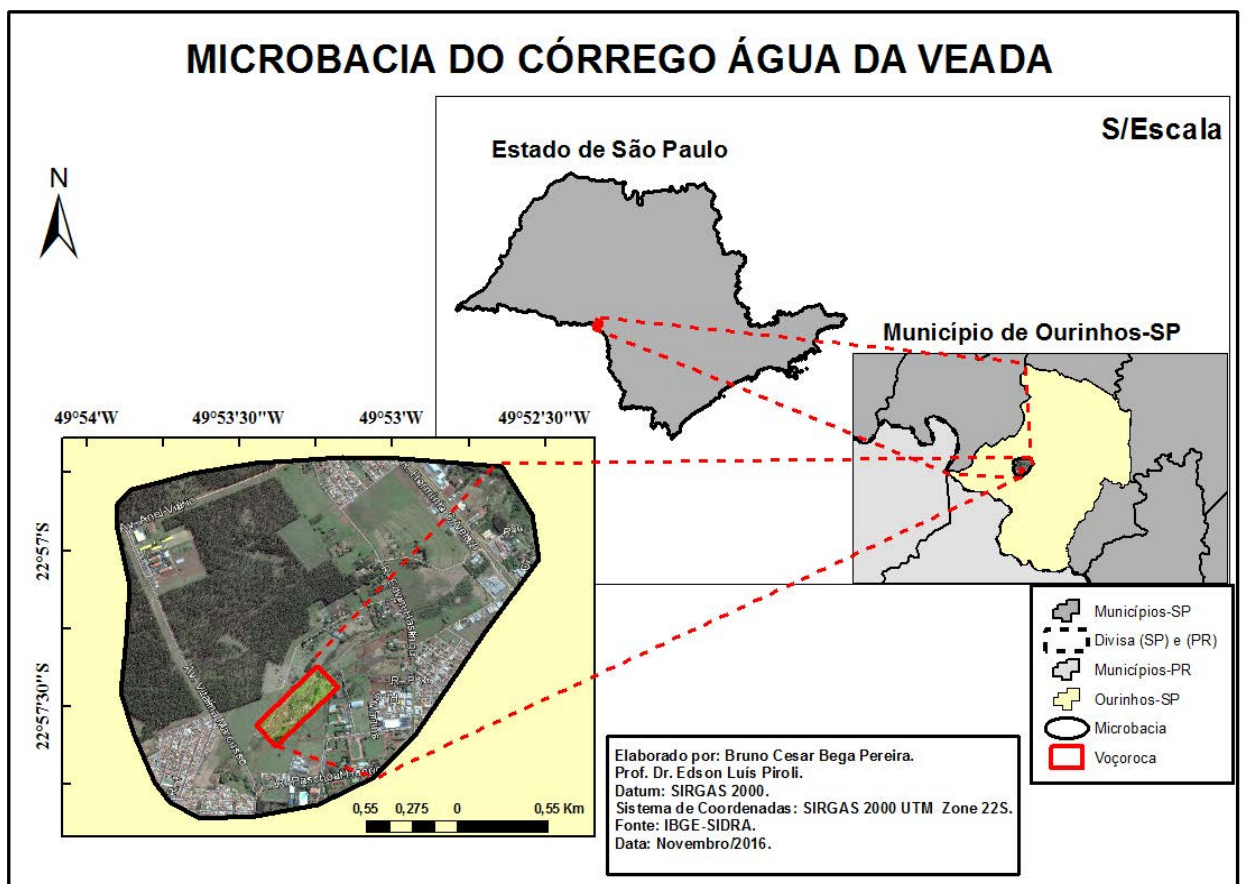 MICROBACIA DO CÓRREGO ÁGUA DA VEADA
S/Escala
Estado de São Paulo
N
Município de Ourinhos-SP
49°54'W 49°53'30"W 49°53'W 49°52'30"W
22°57'S
22°57'30"S
Av. Vitalina Marcusso
0,55 0,275 0 0,55 Km
Municípios-SP
Divisa (SP) e (PR)
Municípios-PR
Ourinhos-SP
Microbacia
Voçoroca
Elaborado por: Bruno Cesar Bega Pereira.
Prof. Dr. Edson Luís Piroli.
Datum: SIRGAS 2000.
Sistema de Coordenadas: SIRGAS 2000 UTM Zone 22S.
Fonte: IBGE-SIDRA.
Data: Novembro/2016.